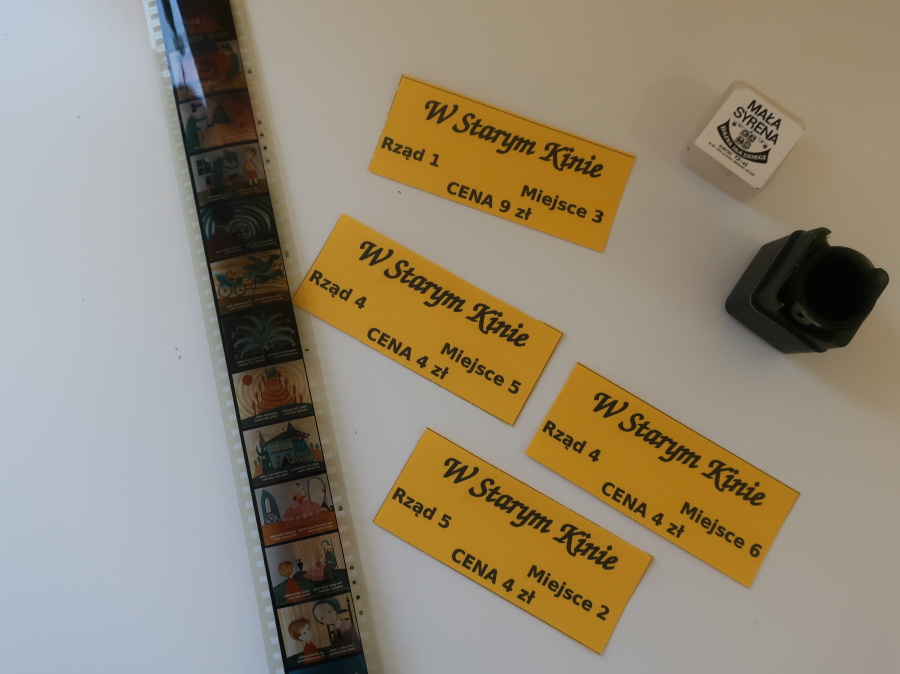 W Starym Kinie
Rząd 1
Miejsce 3
CENA 9 zł
MAŁA
SYRENA
W Starym Kinie
Rząd 4
Miejsce 5
CENA 4 zł
W Starym Kinie
Rząd 4
Miejsce 6
CENA 4 zł
W Starym Kinie
Rząd 5
Miejsce 2
CENA 4 zł